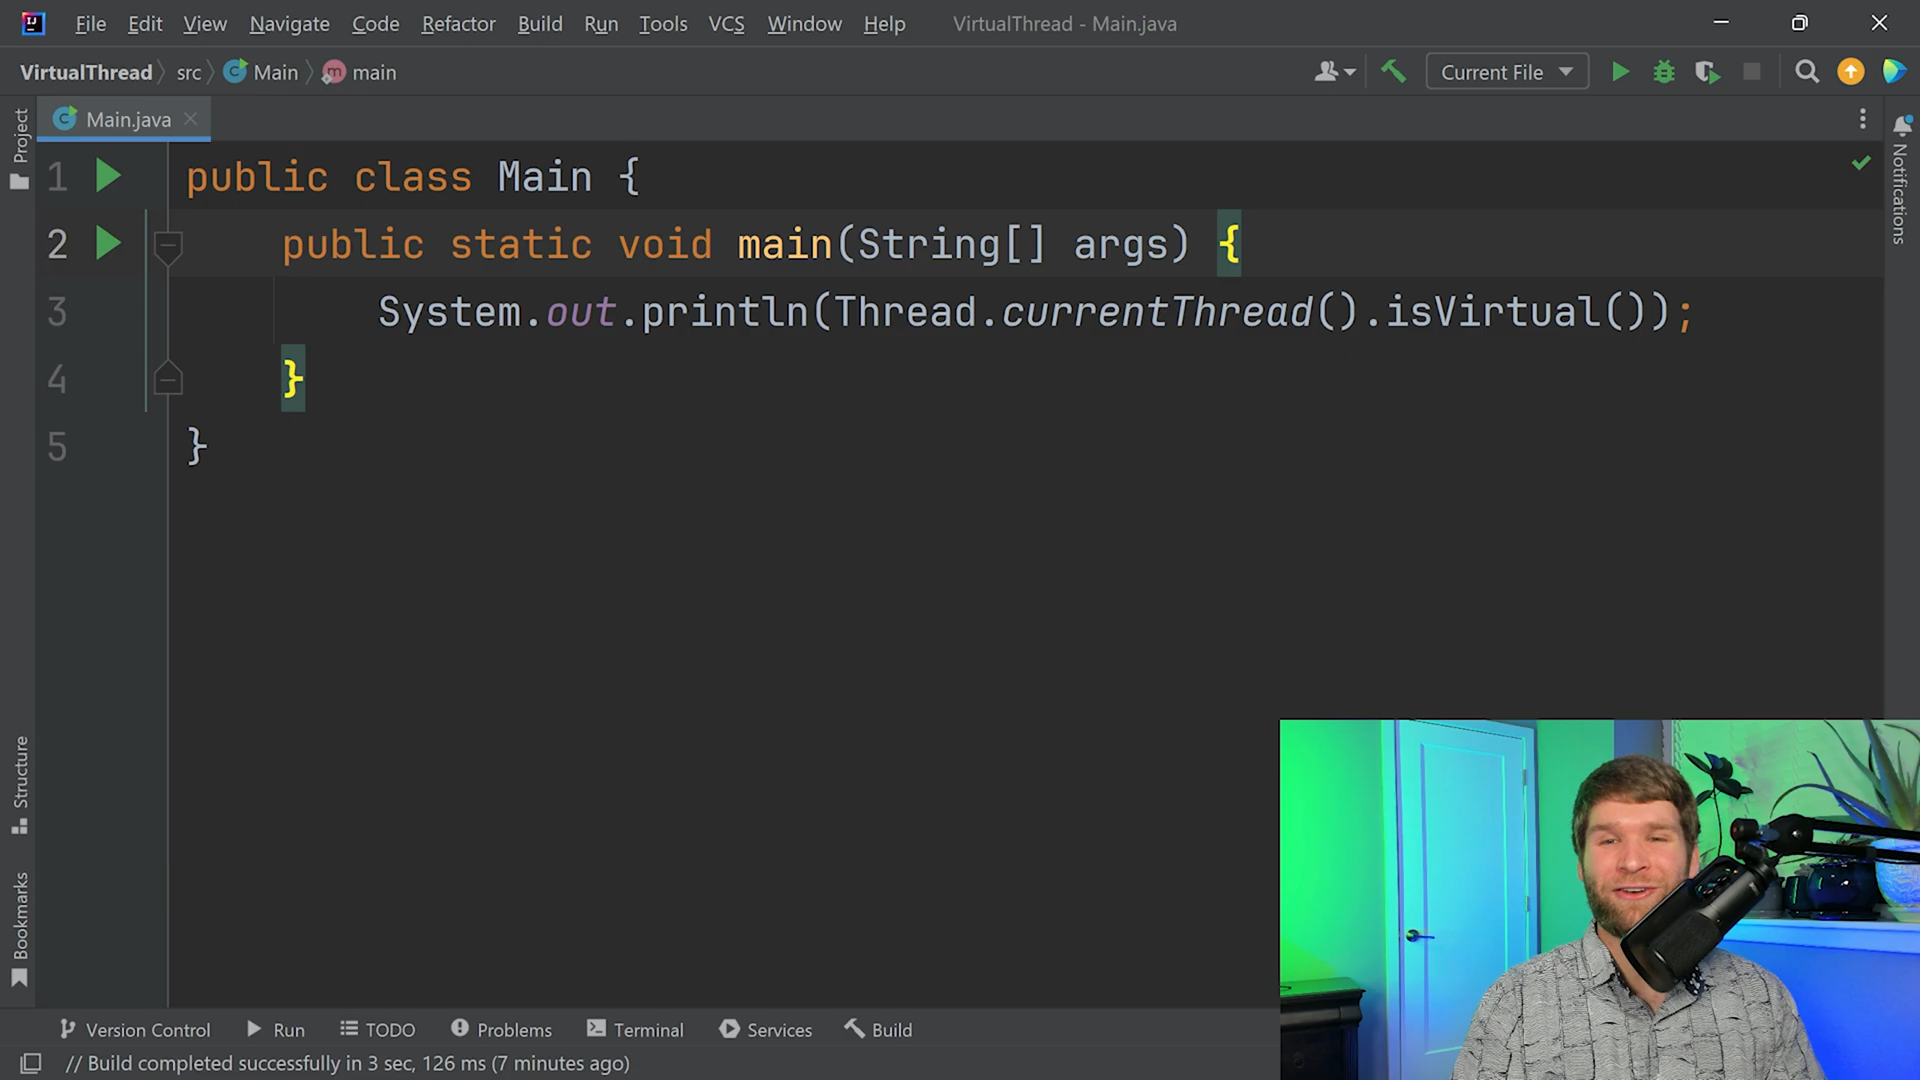 File Edit View Navigate Code Refactor Build Run Tools VCS Window Help VirtualThread - Main.java
VirtualThread src Main main Current File
Main.java
Project
Notifications
1 public class Main {
2 public static void main(String[] args) {
3 System.out.println(Thread.currentThread().isVirtual());
4 }
5 }
Structure
Bookmarks
Version Control Run TODO Problems Terminal Services Build
// Build completed successfully in 3 sec, 126 ms (7 minutes ago)